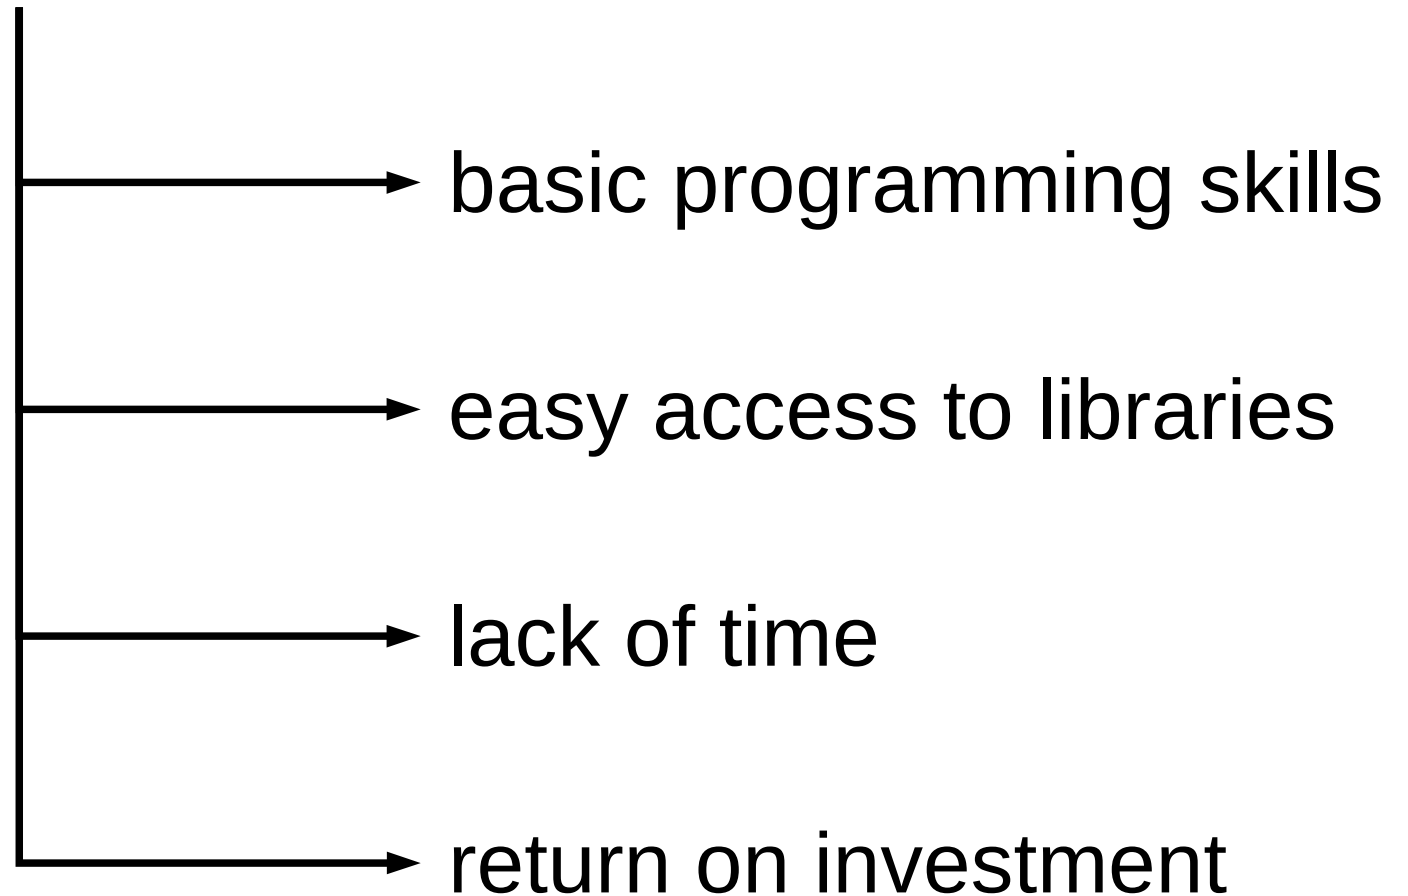 basic programming skills
easy access to libraries
lack of time
return on investment